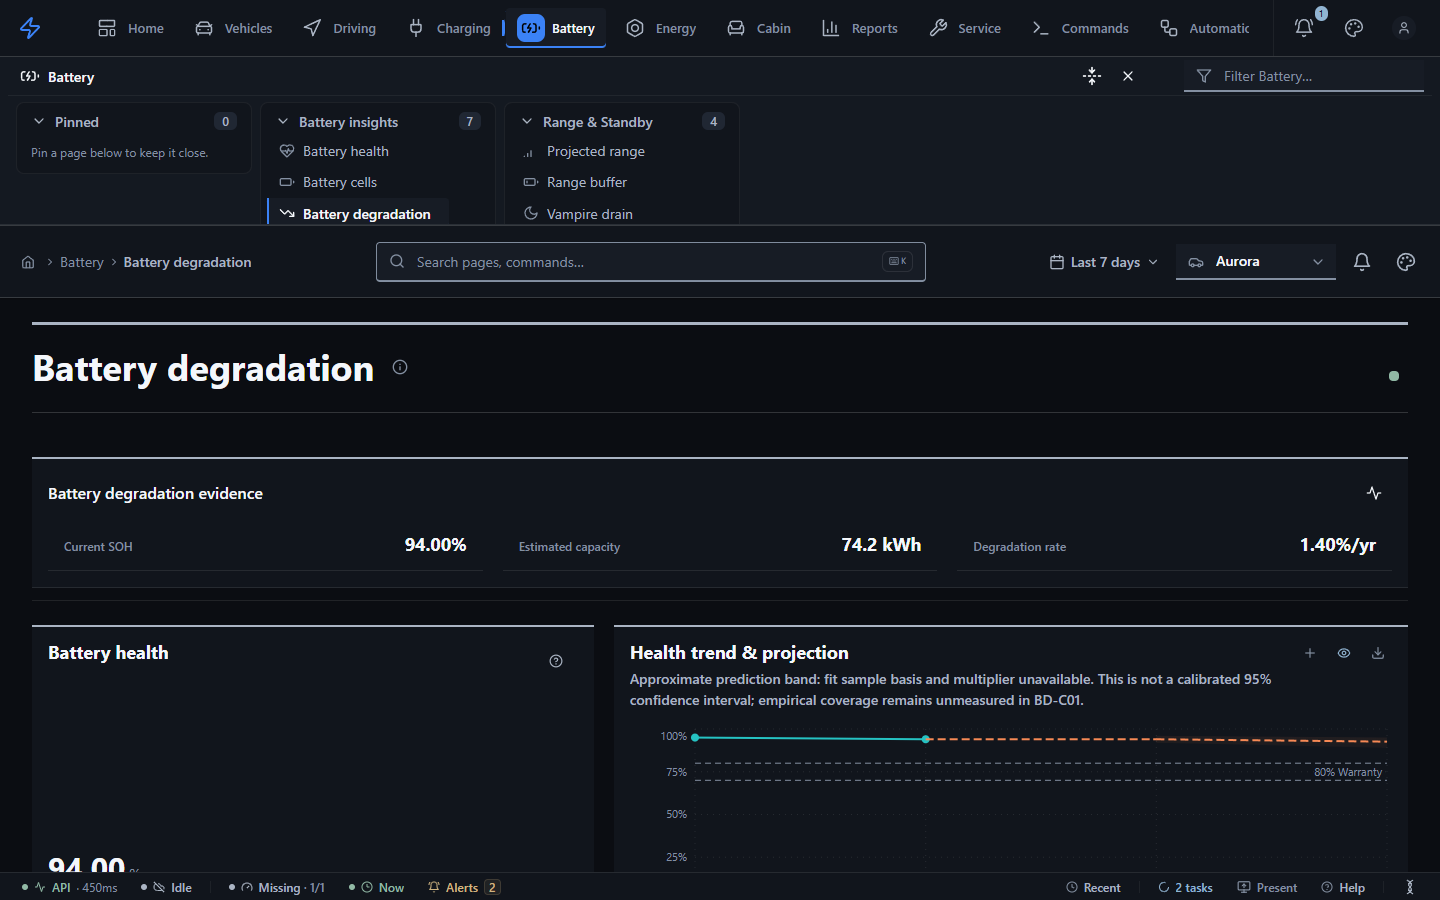 Home Vehicles Driving Charging Battery Energy Cabin Reports Service Commands Automatic 1
Battery Filter Battery...
Pinned 0
Pin a page below to keep it close.
Battery insights 7
Battery health
Battery cells
Battery degradation
Range & Standby 4
Projected range
Range buffer
Vampire drain
Battery Battery degradation Search pages, commands... K Last 7 days Aurora
Battery degradation
Battery degradation evidence
Current SOH 94.00% Estimated capacity 74.2 kWh Degradation rate 1.40%/yr
Battery health
94.00 %
Health trend & projection
Approximate prediction band: fit sample basis and multiplier unavailable. This is not a calibrated 95%
confidence interval; empirical coverage remains unmeasured in BD-C01.
100%
75%
80% Warranty
50%
25%
API · 450ms Idle Missing · 1/1 Now Alerts 2 Recent 2 tasks Present Help